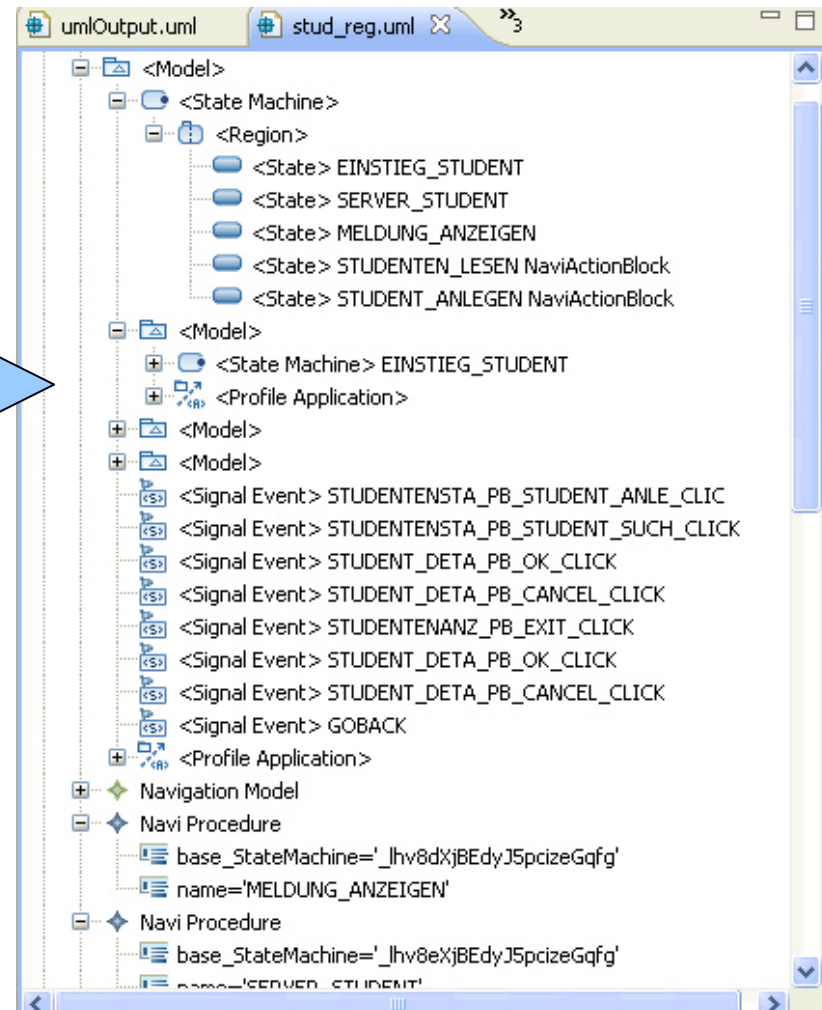 umlOutput.uml stud_reg.uml »3
<Model>
<State Machine>
<Region>
<State> EINSTIEG_STUDENT
<State> SERVER_STUDENT
<State> MELDUNG_ANZEIGEN
<State> STUDENTEN_LESEN NaviActionBlock
<State> STUDENT_ANLEGEN NaviActionBlock
<Model>
<State Machine> EINSTIEG_STUDENT
<Profile Application>
<Model>
<Model>
<Signal Event> STUDENTENSTA_PB_STUDENT_ANLE_CLIC
<Signal Event> STUDENTENSTA_PB_STUDENT_SUCH_CLICK
<Signal Event> STUDENT_DETA_PB_OK_CLICK
<Signal Event> STUDENT_DETA_PB_CANCEL_CLICK
<Signal Event> STUDENTENANZ_PB_EXIT_CLICK
<Signal Event> STUDENT_DETA_PB_OK_CLICK
<Signal Event> STUDENT_DETA_PB_CANCEL_CLICK
<Signal Event> GOBACK
<Profile Application>
Navigation Model
Navi Procedure
base_StateMachine='_lhv8dXjBEdyJ5pcizeGqfg'
name='MELDUNG_ANZEIGEN'
Navi Procedure
base_StateMachine='_lhv8eXjBEdyJ5pcizeGqfg'
name='SERVER_STUDENT'